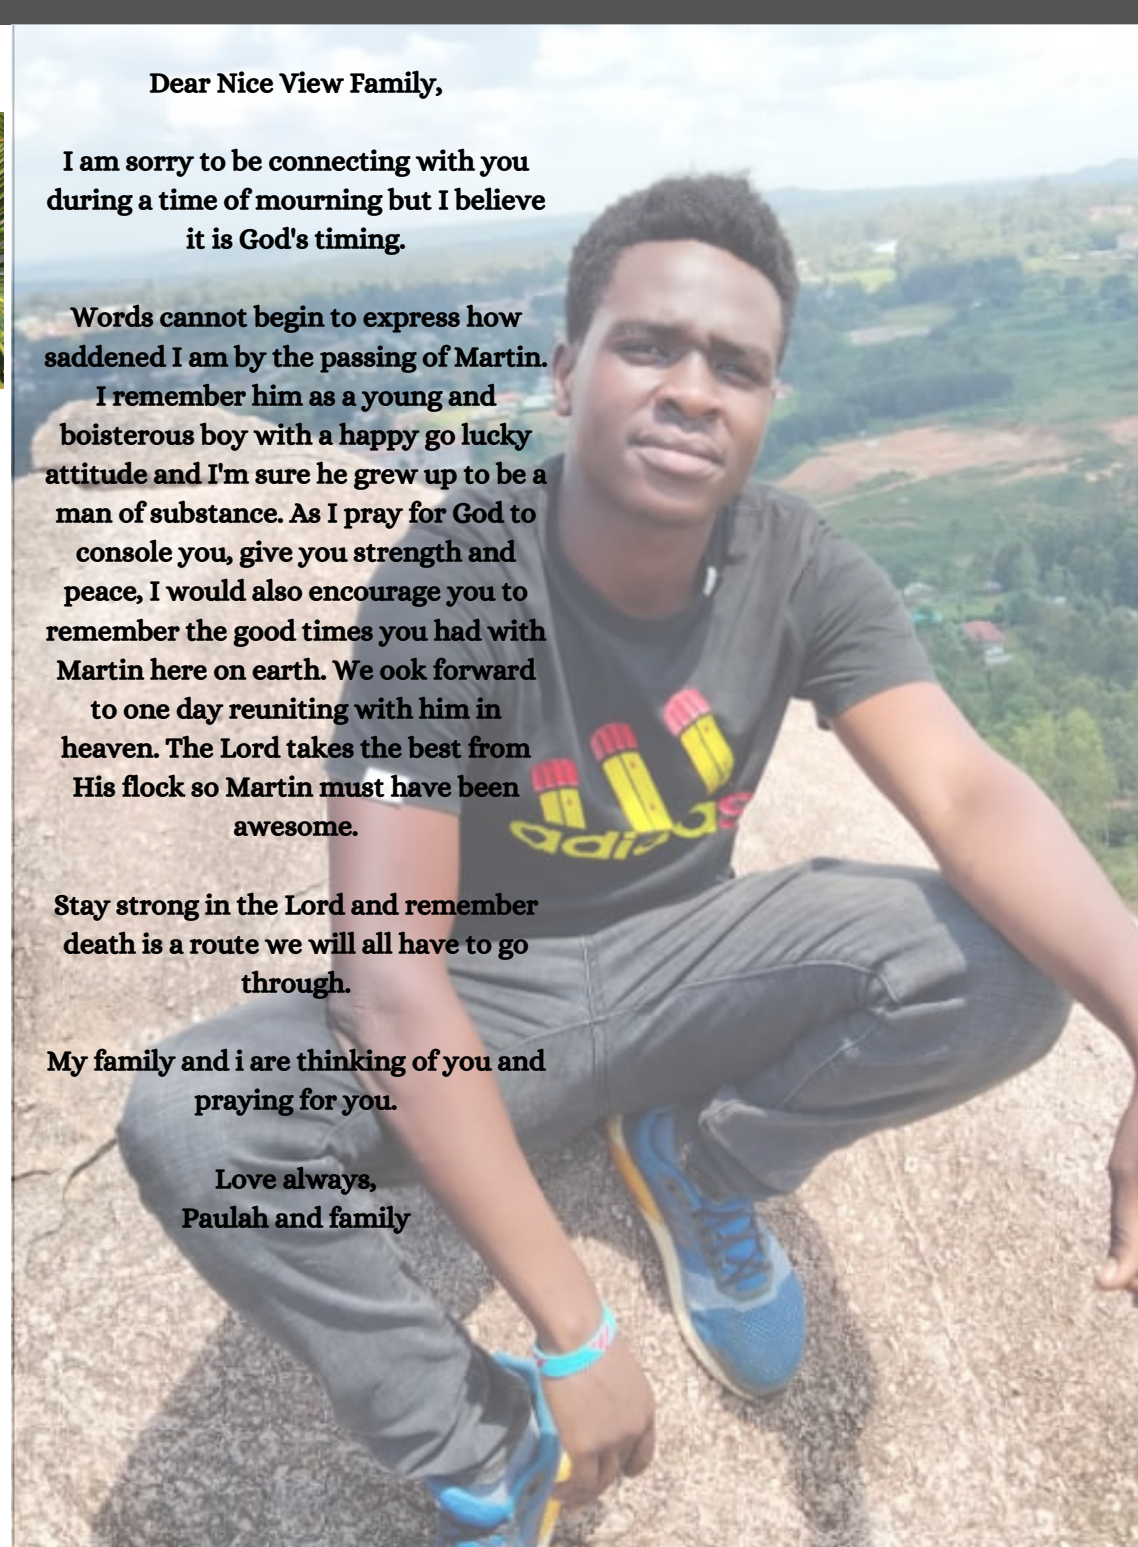 Dear Nice View Family,
I am sorry to be connecting with you
during a time of mourning but I believe
it is God's timing.
Words cannot begin to express how
saddened I am by the passing of Martin.
I remember him as a young and
boisterous boy with a happy go lucky
attitude and I'm sure he grew up to be a
man of substance. As I pray for God to
console you, give you strength and
peace, I would also encourage you to
remember the good times you had with
Martin here on earth. We ook forward
to one day reuniting with him in
heaven. The Lord takes the best from
His flock so Martin must have been
awesome.
Stay strong in the Lord and remember
death is a route we will all have to go
through.
My family and i are thinking of you and
praying for you.
Love always,
Paulah and family
adidas